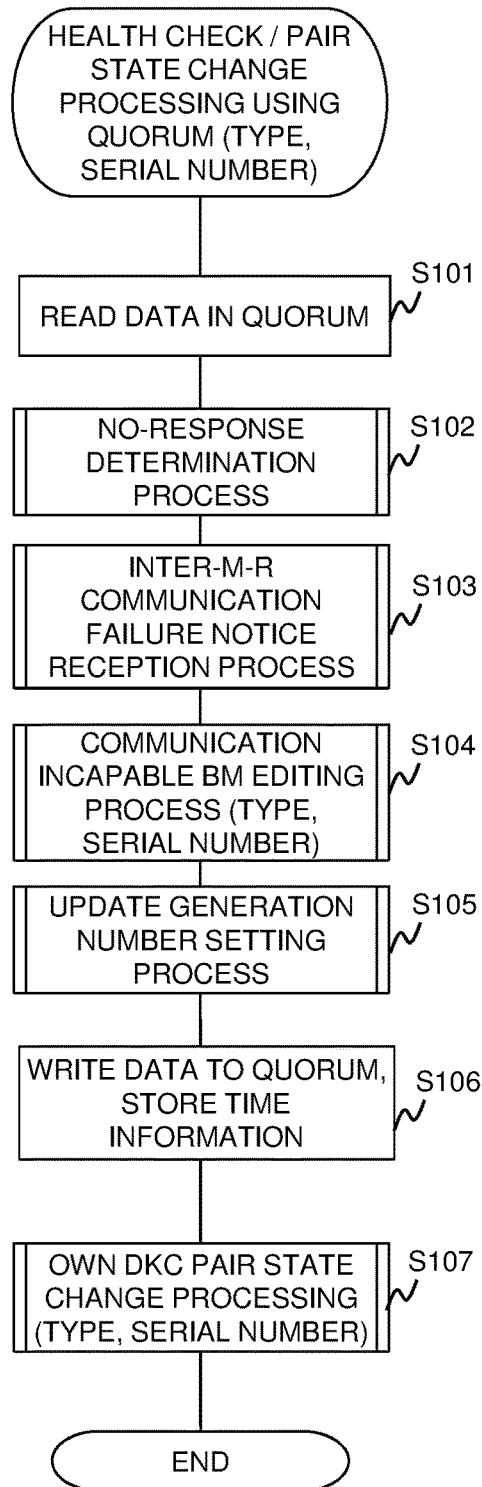 HEALTH CHECK / PAIR
STATE CHANGE
PROCESSING USING
QUORUM (TYPE,
SERIAL NUMBER)
S101
READ DATA IN QUORUM
S102
NO-RESPONSE
DETERMINATION
PROCESS
S103
INTER-M-R
COMMUNICATION
FAILURE NOTICE
RECEPTION PROCESS
S104
COMMUNICATION
INCAPABLE BM EDITING
PROCESS (TYPE,
SERIAL NUMBER)
S105
UPDATE GENERATION
NUMBER SETTING
PROCESS
S106
WRITE DATA TO QUORUM,
STORE TIME
INFORMATION
S107
OWN DKC PAIR STATE
CHANGE PROCESSING
(TYPE, SERIAL NUMBER)
END